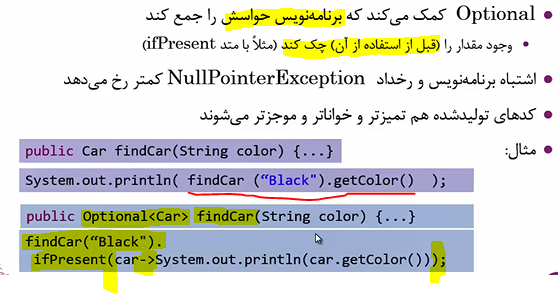 Optional کمک می‌کند که برنامه‌نویس حواسش را جمع کند
وجود مقدار را (قبل از استفاده از آن) چک کند (مثلاً با متد ifPresent)
اشتباه برنامه‌نویس و رخداد NullPointerException کمتر رخ می‌دهد
کدهای تولیدشده هم تمیزتر و خواناتر و موجزتر می‌شوند
مثال:
public Car findCar(String color) {...}
System.out.println( findCar (“Black").getColor() );
public Optional<Car> findCar(String color) {...}
findCar(“Black").
ifPresent(car->System.out.println(car.getColor()));